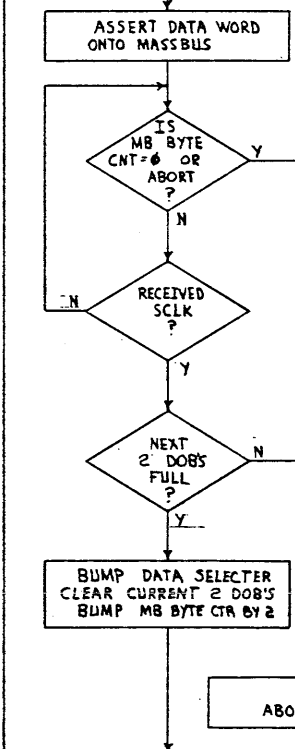 ASSERT DATA WORD
ONTO MASSBUS
IS
MB BYTE
CNT=0 OR
ABORT
?
Y
N
RECEIVED
SCLK
?
N
Y
NEXT
2 DOB'S
FULL
?
N
Y
BUMP DATA SELECTER
CLEAR CURRENT 2 DOB'S
BUMP MB BYTE CTR BY 2
ABO